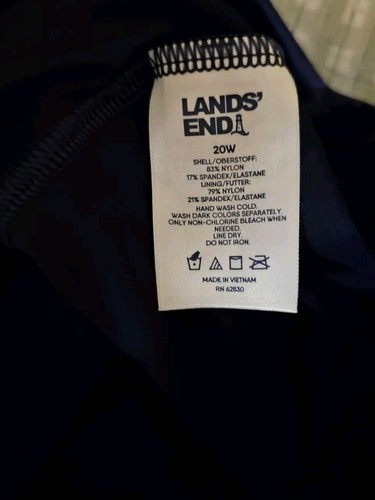 LANDS'
END
20W
SHELL/OBERSTOFF:
83% NYLON
17% SPANDEX/ELASTANE
LINING/FUTTER:
79% NYLON
21% SPANDEX/ELASTANE
HAND WASH COLD.
WASH DARK COLORS SEPARATELY.
ONLY NON-CHLORINE BLEACH WHEN
NEEDED.
LINE DRY.
DO NOT IRON.
MADE IN VIETNAM
RN 62830